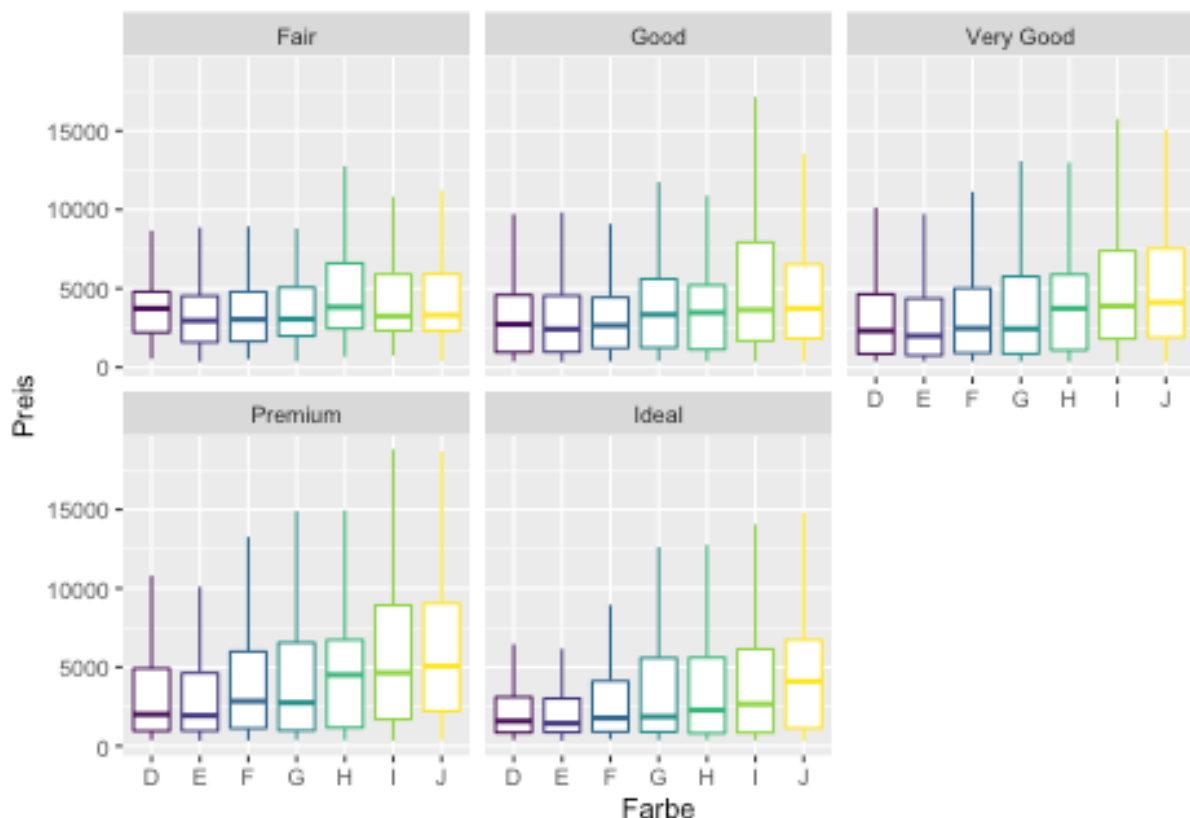 Fair
Good
Very Good
15000
10000
5000
0
D E F G H I J
Preis
Premium
Ideal
15000
10000
5000
0
D E F G H I J
D E F G H I J
Farbe